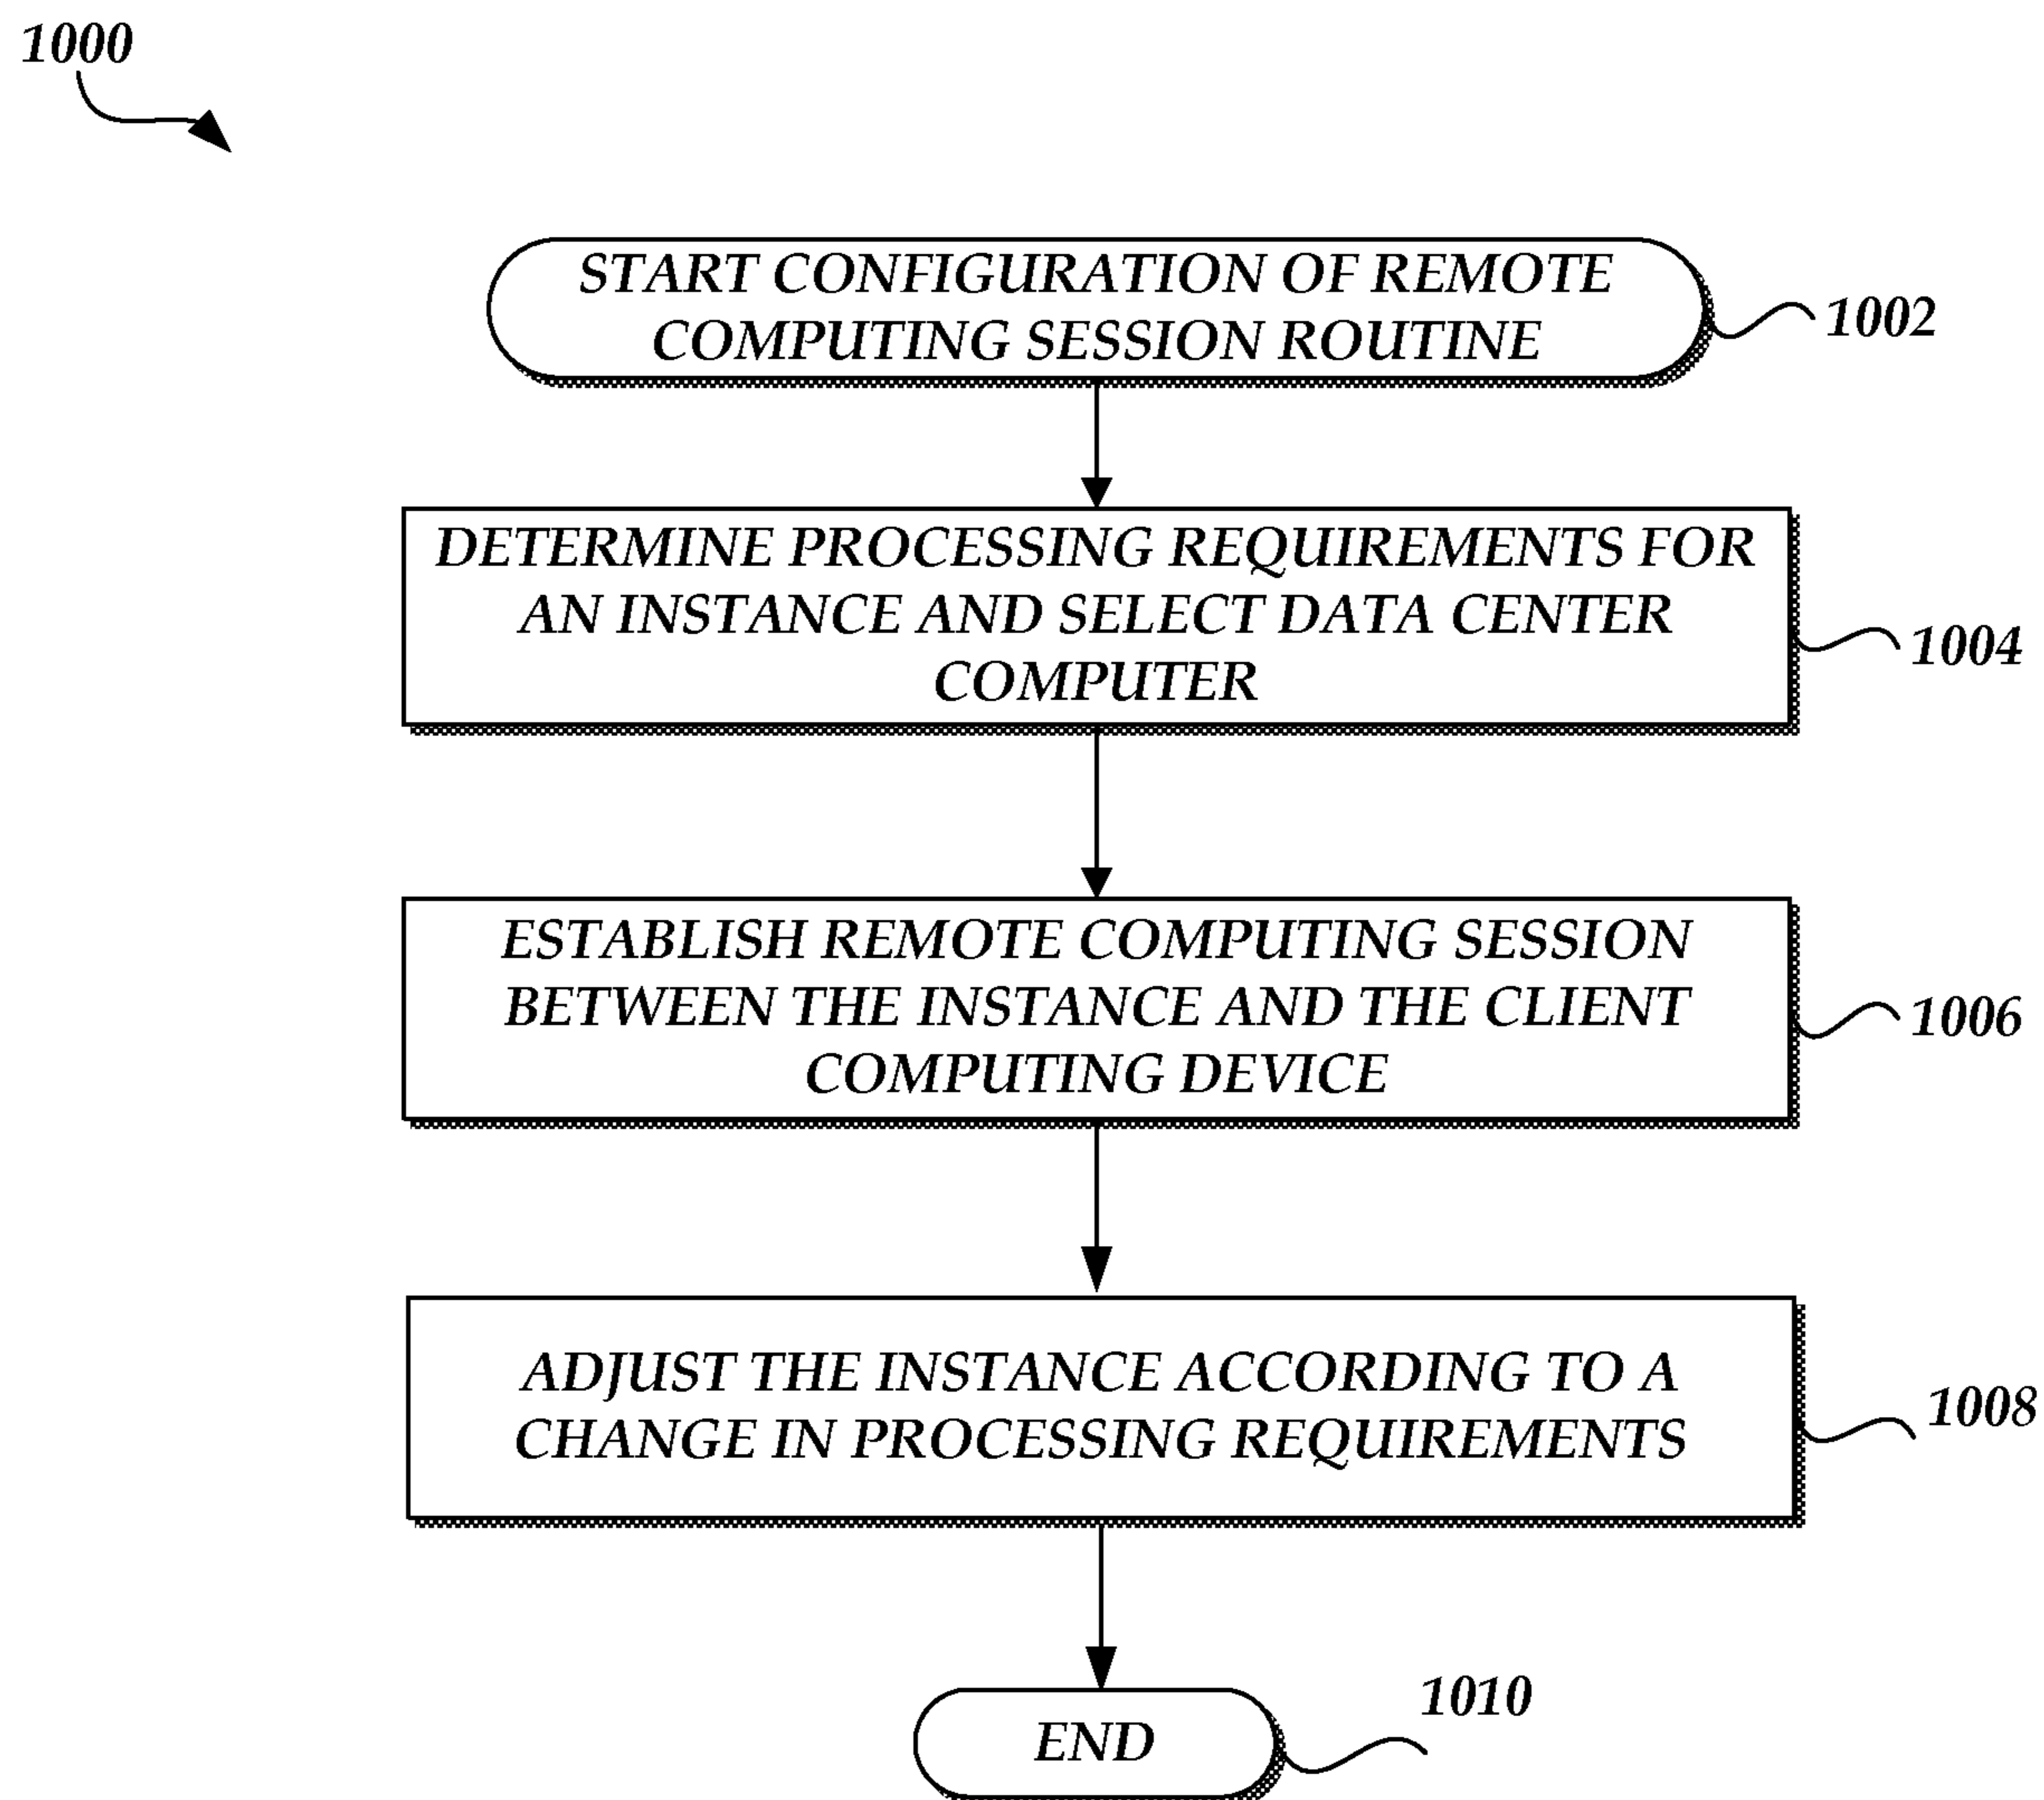 1000
START CONFIGURATION OF REMOTE
COMPUTING SESSION ROUTINE
1002
DETERMINE PROCESSING REQUIREMENTS FOR
AN INSTANCE AND SELECT DATA CENTER
COMPUTER
1004
ESTABLISH REMOTE COMPUTING SESSION
BETWEEN THE INSTANCE AND THE CLIENT
COMPUTING DEVICE
1006
ADJUST THE INSTANCE ACCORDING TO A
CHANGE IN PROCESSING REQUIREMENTS
1008
END
1010